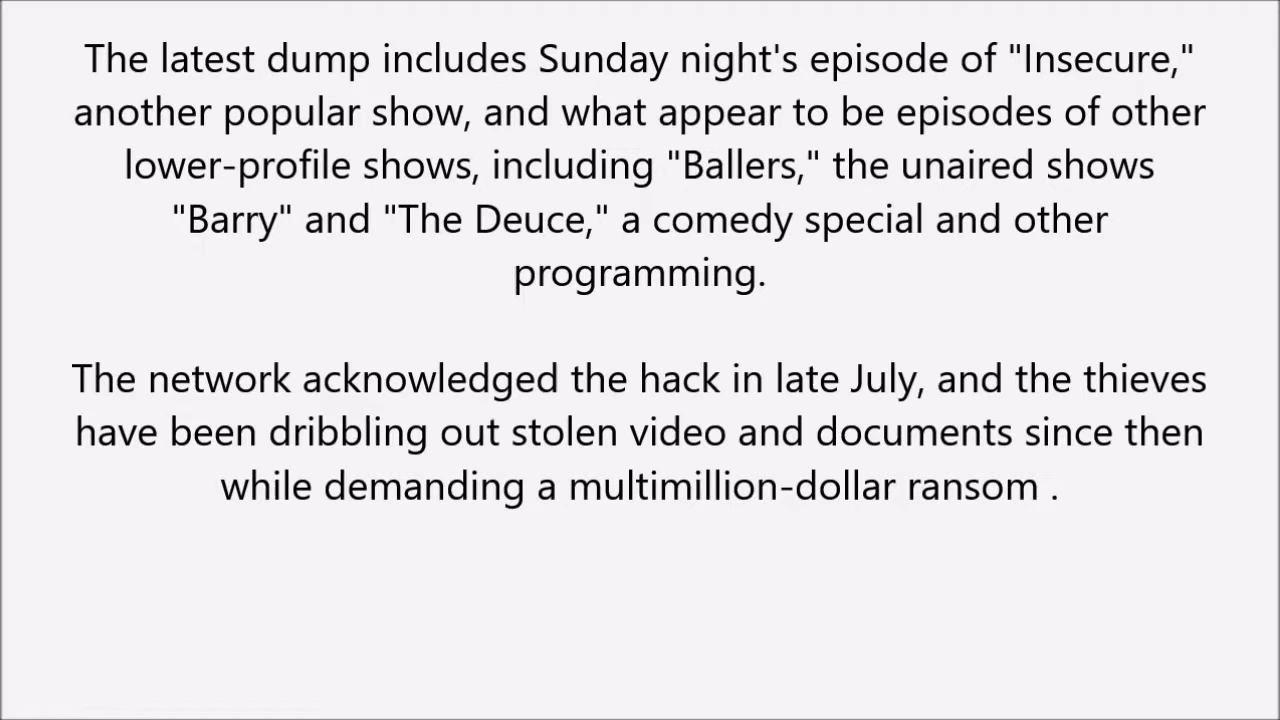 The latest dump includes Sunday night's episode of "Insecure,"
another popular show, and what appear to be episodes of other
lower-profile shows, including "Ballers," the unaired shows
"Barry" and "The Deuce," a comedy special and other
programming.
The network acknowledged the hack in late July, and the thieves
have been dribbling out stolen video and documents since then
while demanding a multimillion-dollar ransom .